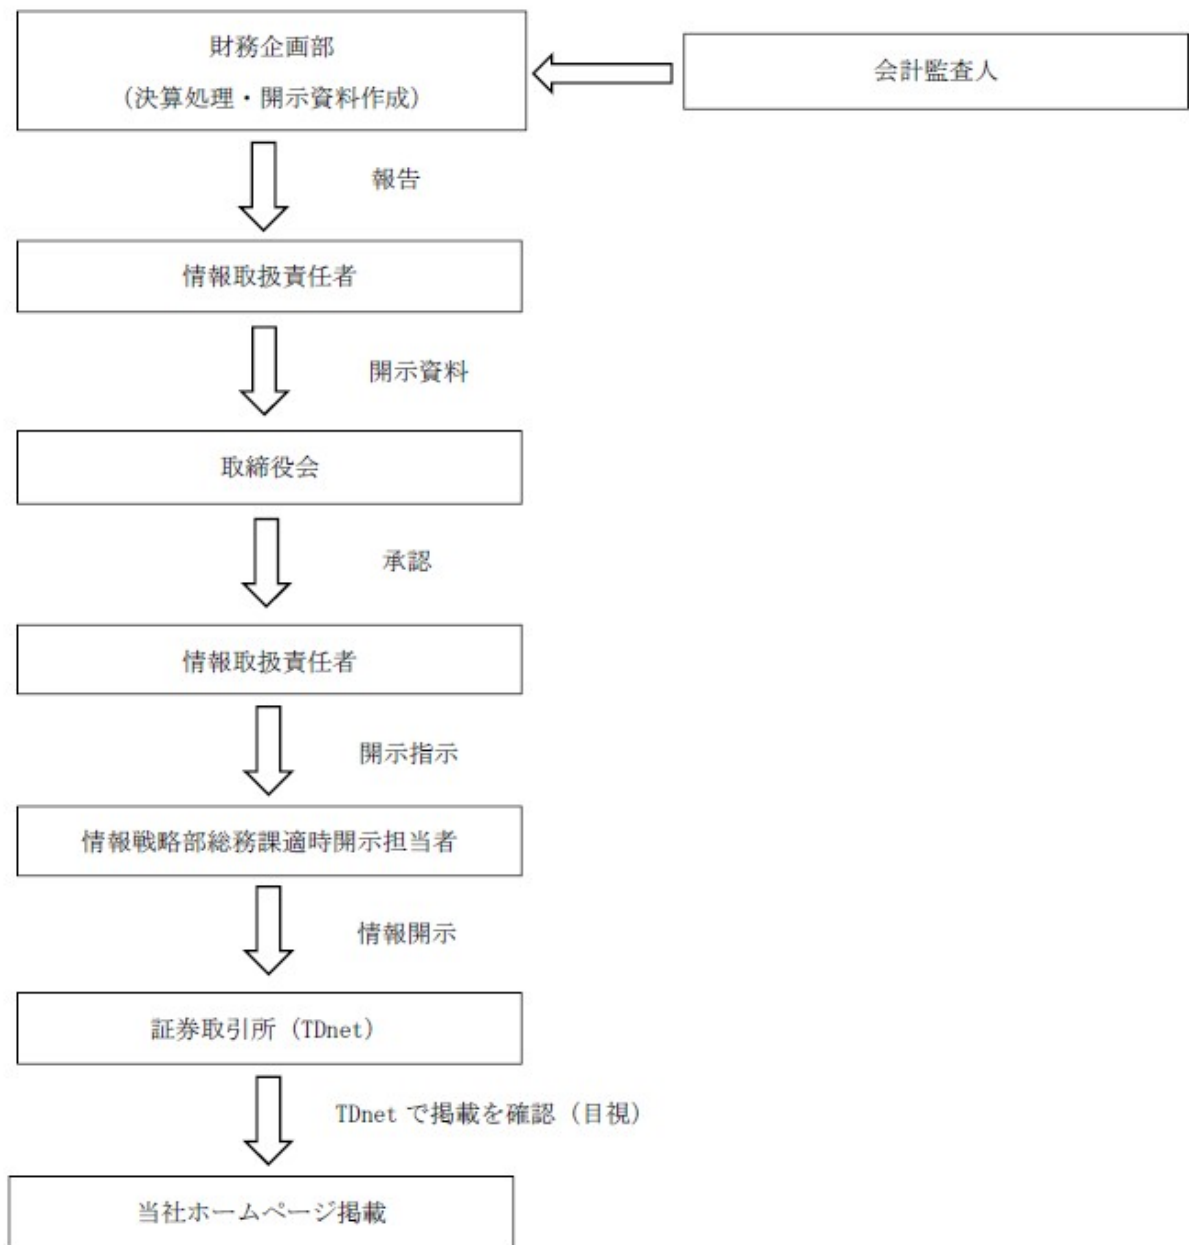 財務企画部
会計監査人
（決算処理・開示資料作成）
報告
情報取扱責任者
開示資料
取締役会
承認
情報取扱責任者
開示指示
情報戦略部総務課適時開示担当者
情報開示
証券取引所（TDnet）
TDnet で掲載を確認（目視）
当社ホームページ掲載